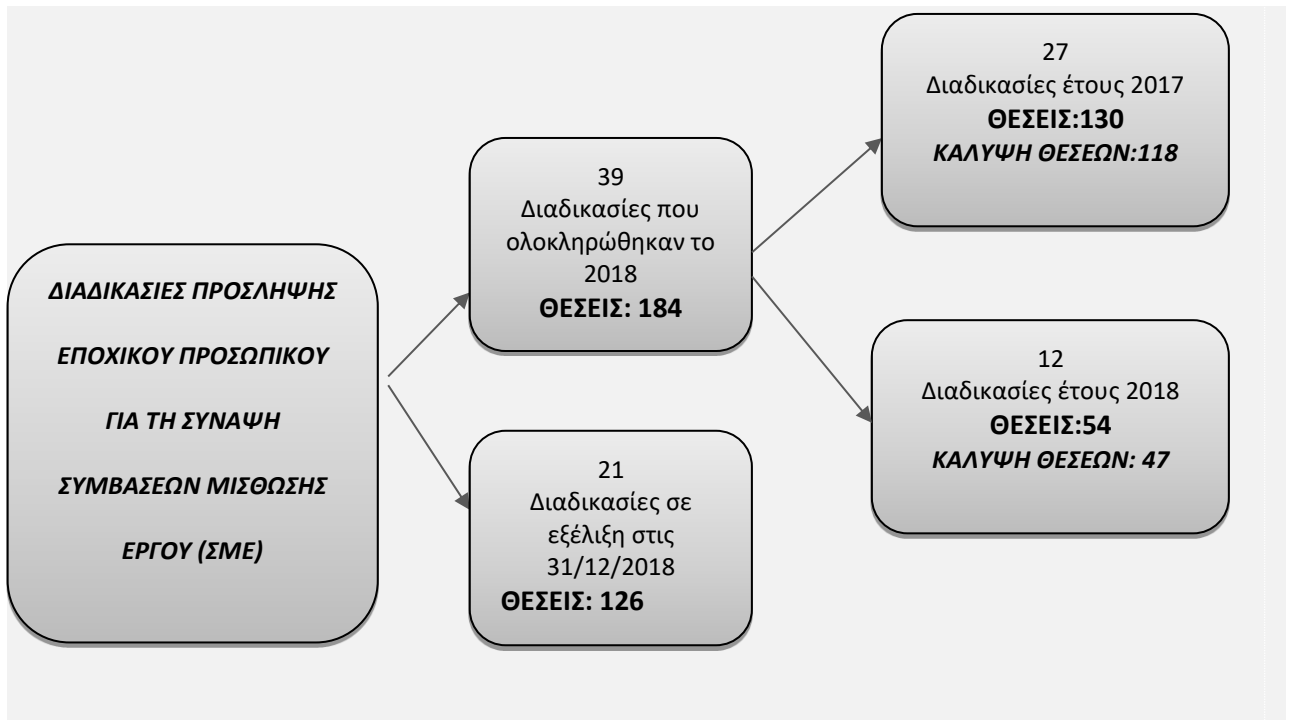 ΔΙΑΔΙΚΑΣΙΕΣ ΠΡΟΣΛΗΨΗΣ
ΕΠΟΧΙΚΟΥ ΠΡΟΣΩΠΙΚΟΥ
ΓΙΑ ΤΗ ΣΥΝΑΨΗ
ΣΥΜΒΑΣΕΩΝ ΜΙΣΘΩΣΗΣ
ΕΡΓΟΥ (ΣΜΕ)
39
Διαδικασίες που
ολοκληρώθηκαν το
2018
ΘΕΣΕΙΣ: 184
21
Διαδικασίες σε
εξέλιξη στις
31/12/2018
ΘΕΣΕΙΣ: 126
27
Διαδικασίες έτους 2017
ΘΕΣΕΙΣ:130
ΚΑΛΥΨΗ ΘΕΣΕΩΝ:118
12
Διαδικασίες έτους 2018
ΘΕΣΕΙΣ:54
ΚΑΛΥΨΗ ΘΕΣΕΩΝ: 47